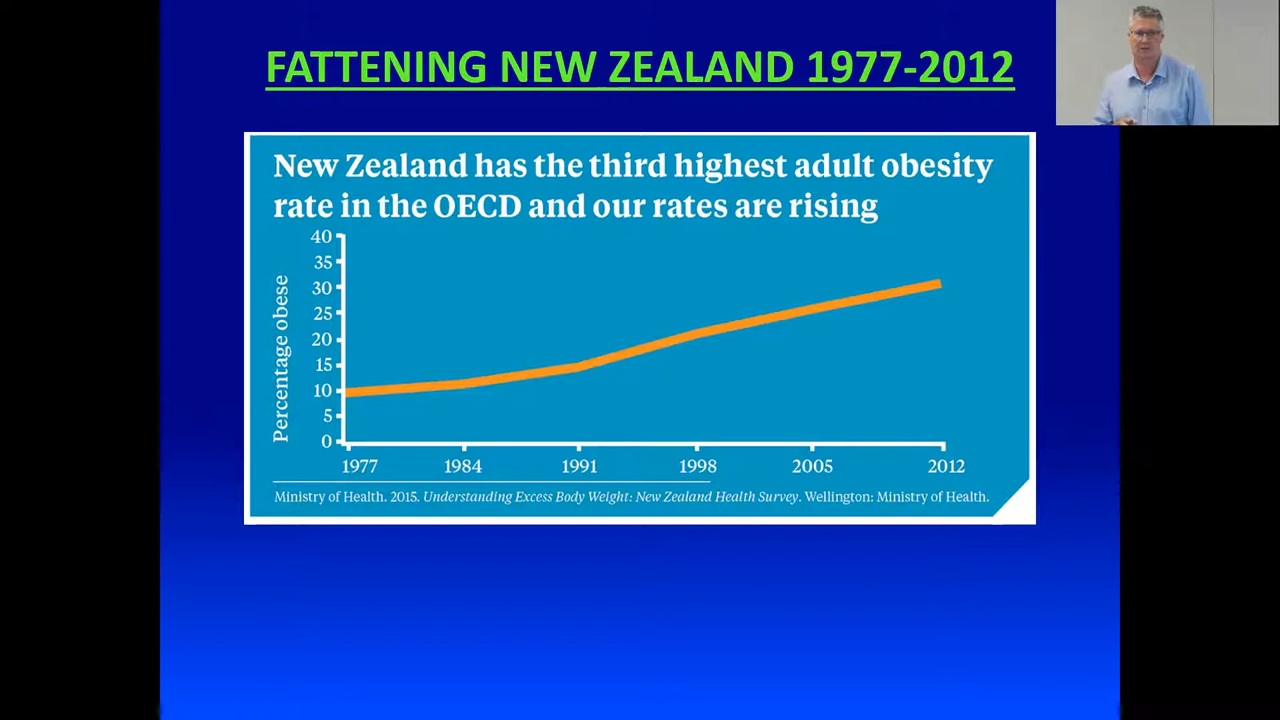 FATTENING NEW ZEALAND 1977-2012
New Zealand has the third highest adult obesity
rate in the OECD and our rates are rising
Percentage obese
40
35
30
25
20
15
10
5
0
1977 1984 1991 1998 2005 2012
Ministry of Health. 2015. Understanding Excess Body Weight: New Zealand Health Survey. Wellington: Ministry of Health.